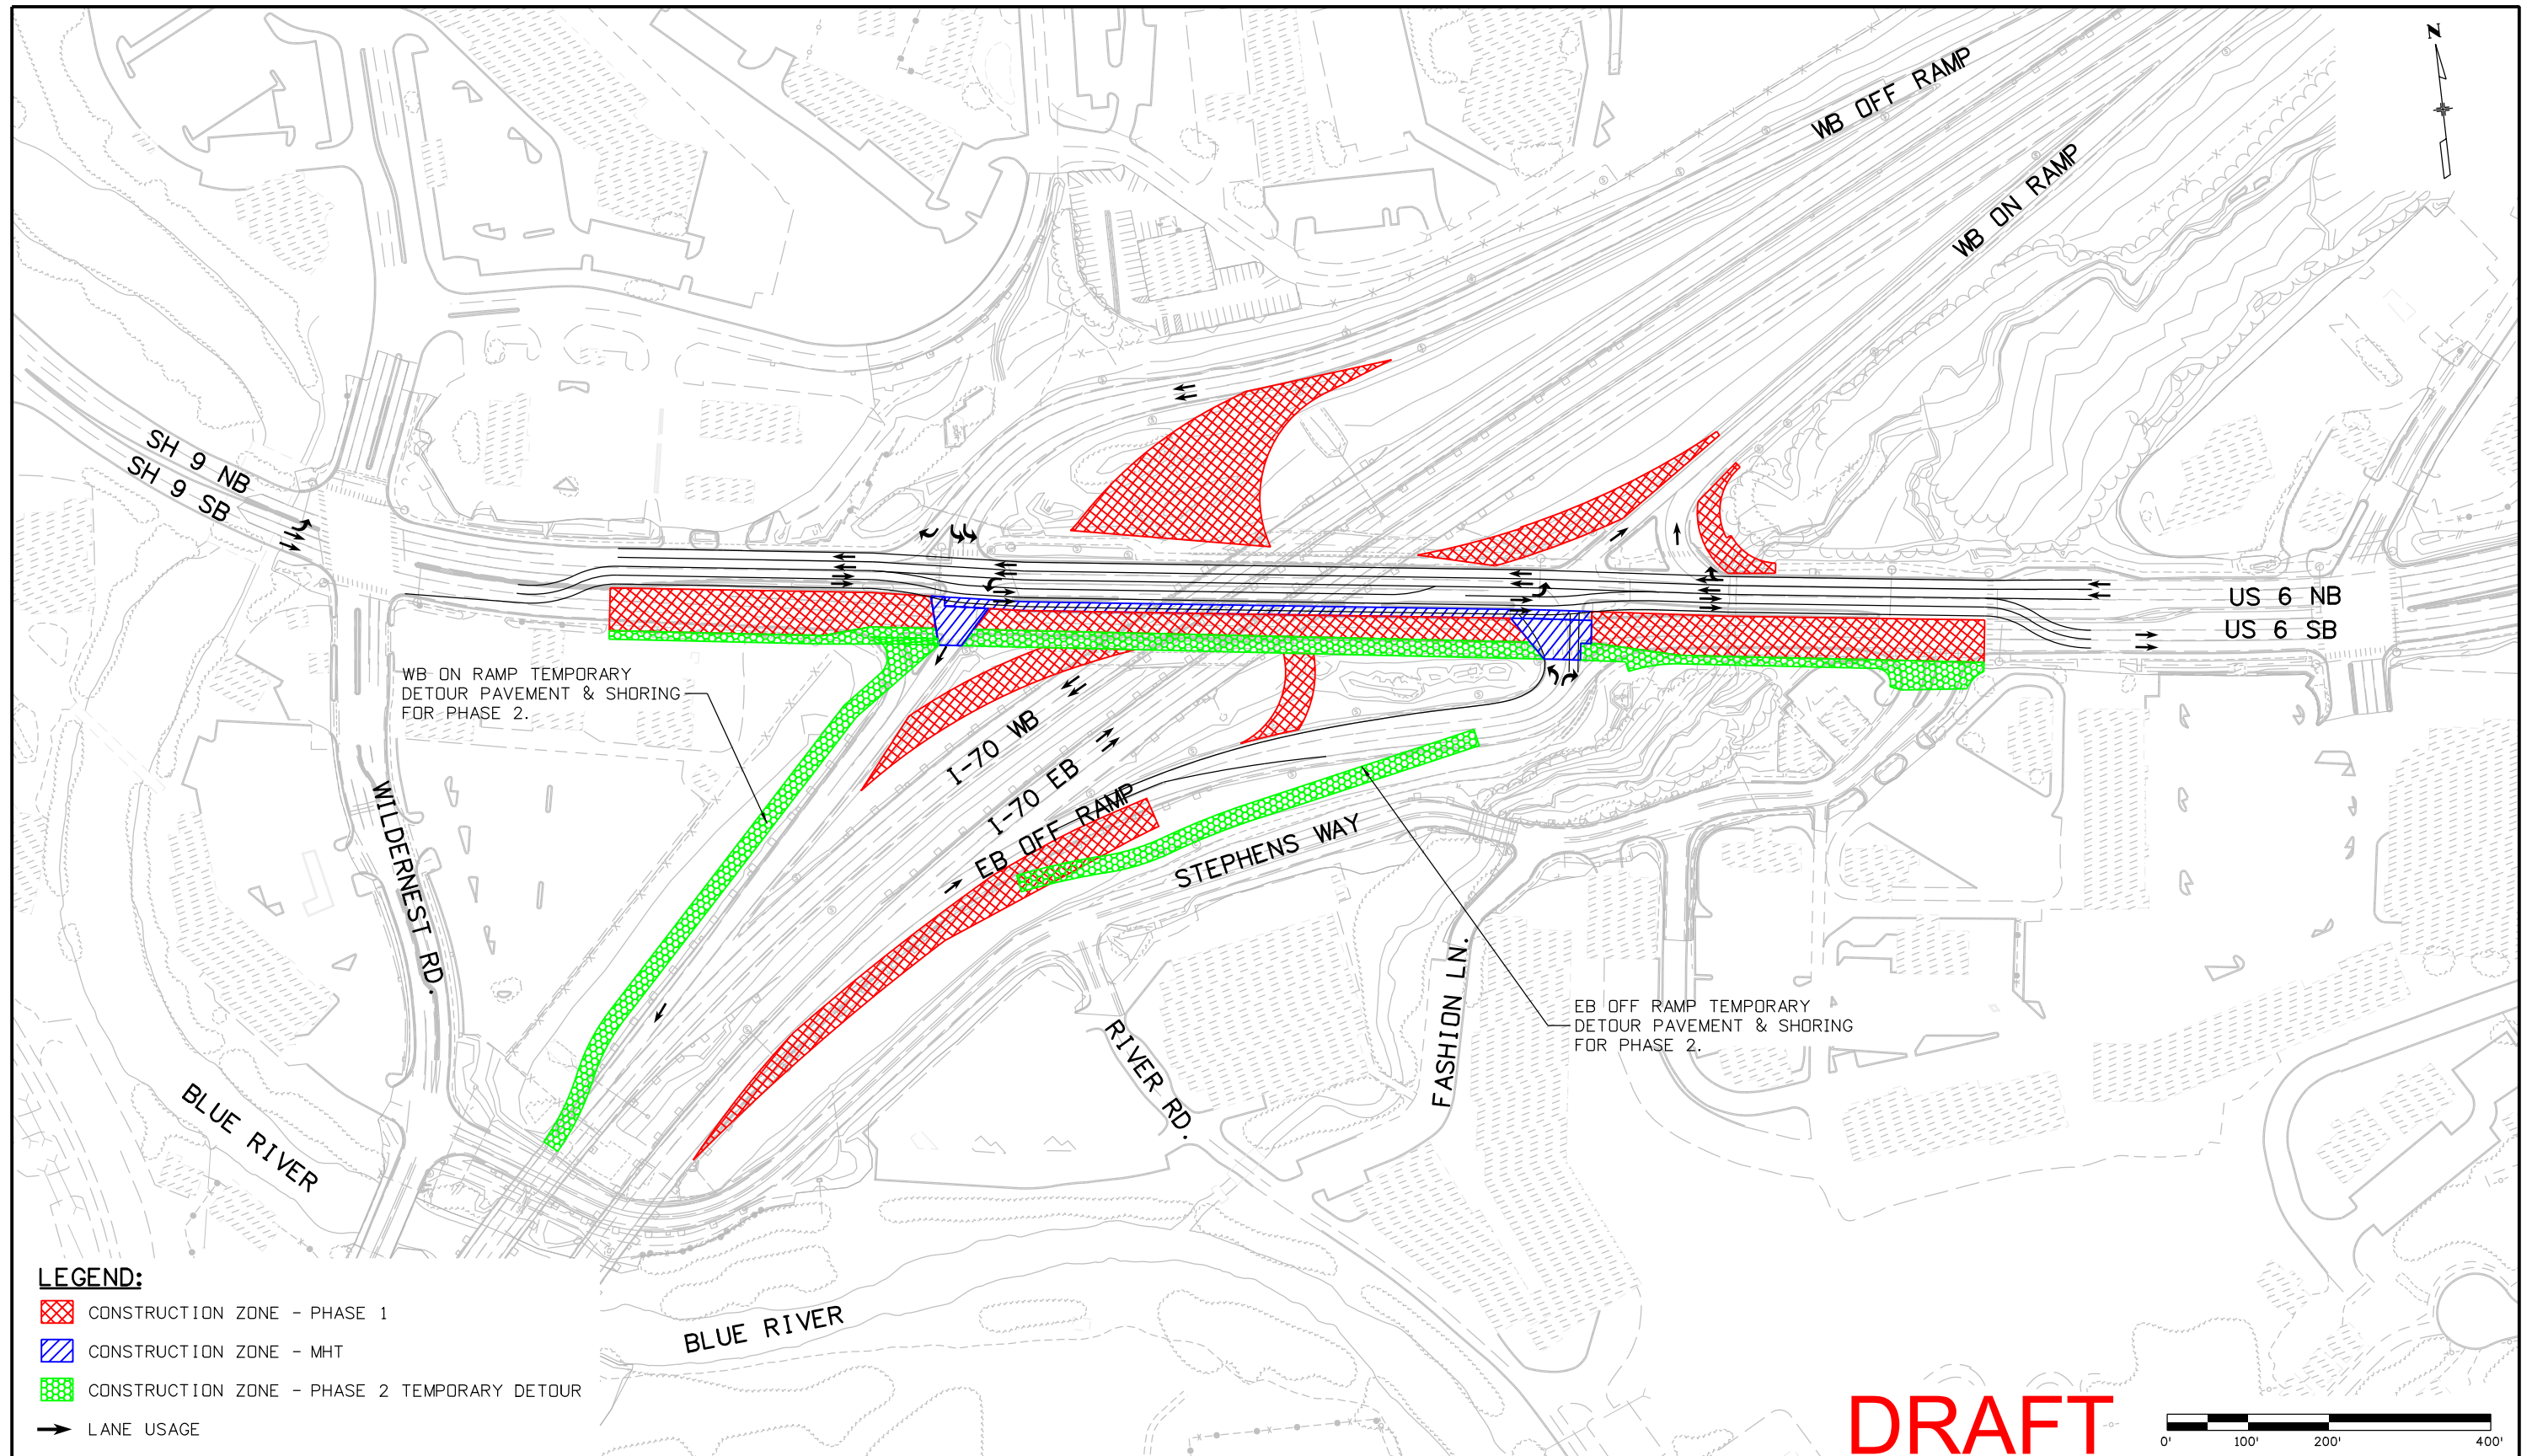 N
WB OFF RAMP
WB ON RAMP
SH 9 NB
SH 9 SB
US 6 NB
US 6 SB
WB ON RAMP TEMPORARY
DETOUR PAVEMENT & SHORING
FOR PHASE 2.
I-70 WB
I-70 EB
EB OFF RAMP
STEPHENS WAY
WILDERNEST RD.
RIVER RD.
FASHION LN.
EB OFF RAMP TEMPORARY
DETOUR PAVEMENT & SHORING
FOR PHASE 2.
BLUE RIVER
BLUE RIVER
LEGEND:
CONSTRUCTION ZONE - PHASE 1
CONSTRUCTION ZONE - MHT
CONSTRUCTION ZONE - PHASE 2 TEMPORARY DETOUR
LANE USAGE
DRAFT
0' 100' 200' 400'